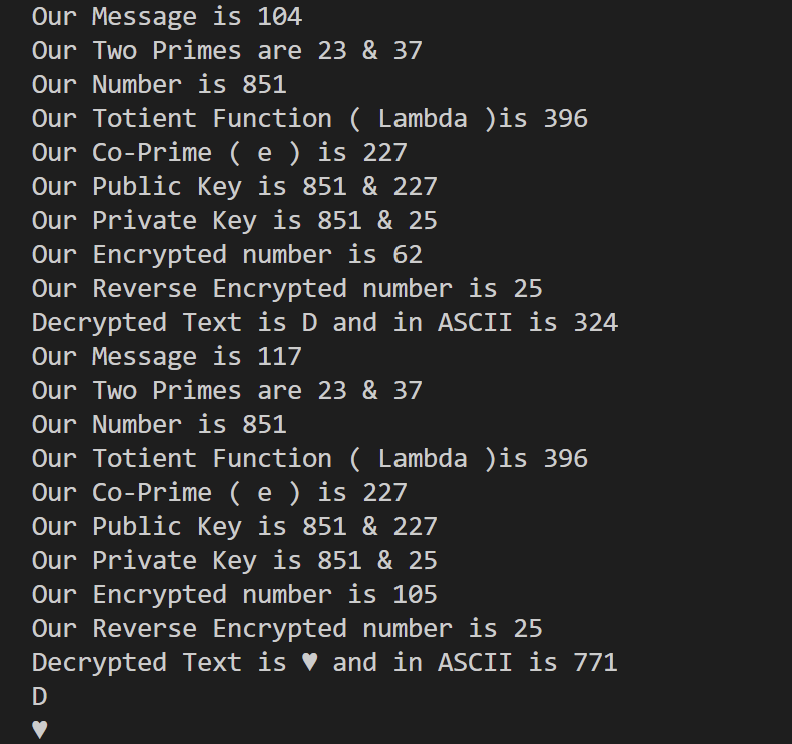 Our Message is 104
Our Two Primes are 23 & 37
Our Number is 851
Our Totient Function ( Lambda )is 396
Our Co-Prime ( e ) is 227
Our Public Key is 851 & 227
Our Private Key is 851 & 25
Our Encrypted number is 62
Our Reverse Encrypted number is 25
Decrypted Text is D and in ASCII is 324
Our Message is 117
Our Two Primes are 23 & 37
Our Number is 851
Our Totient Function ( Lambda )is 396
Our Co-Prime ( e ) is 227
Our Public Key is 851 & 227
Our Private Key is 851 & 25
Our Encrypted number is 105
Our Reverse Encrypted number is 25
Decrypted Text is ♥ and in ASCII is 771
D
♥